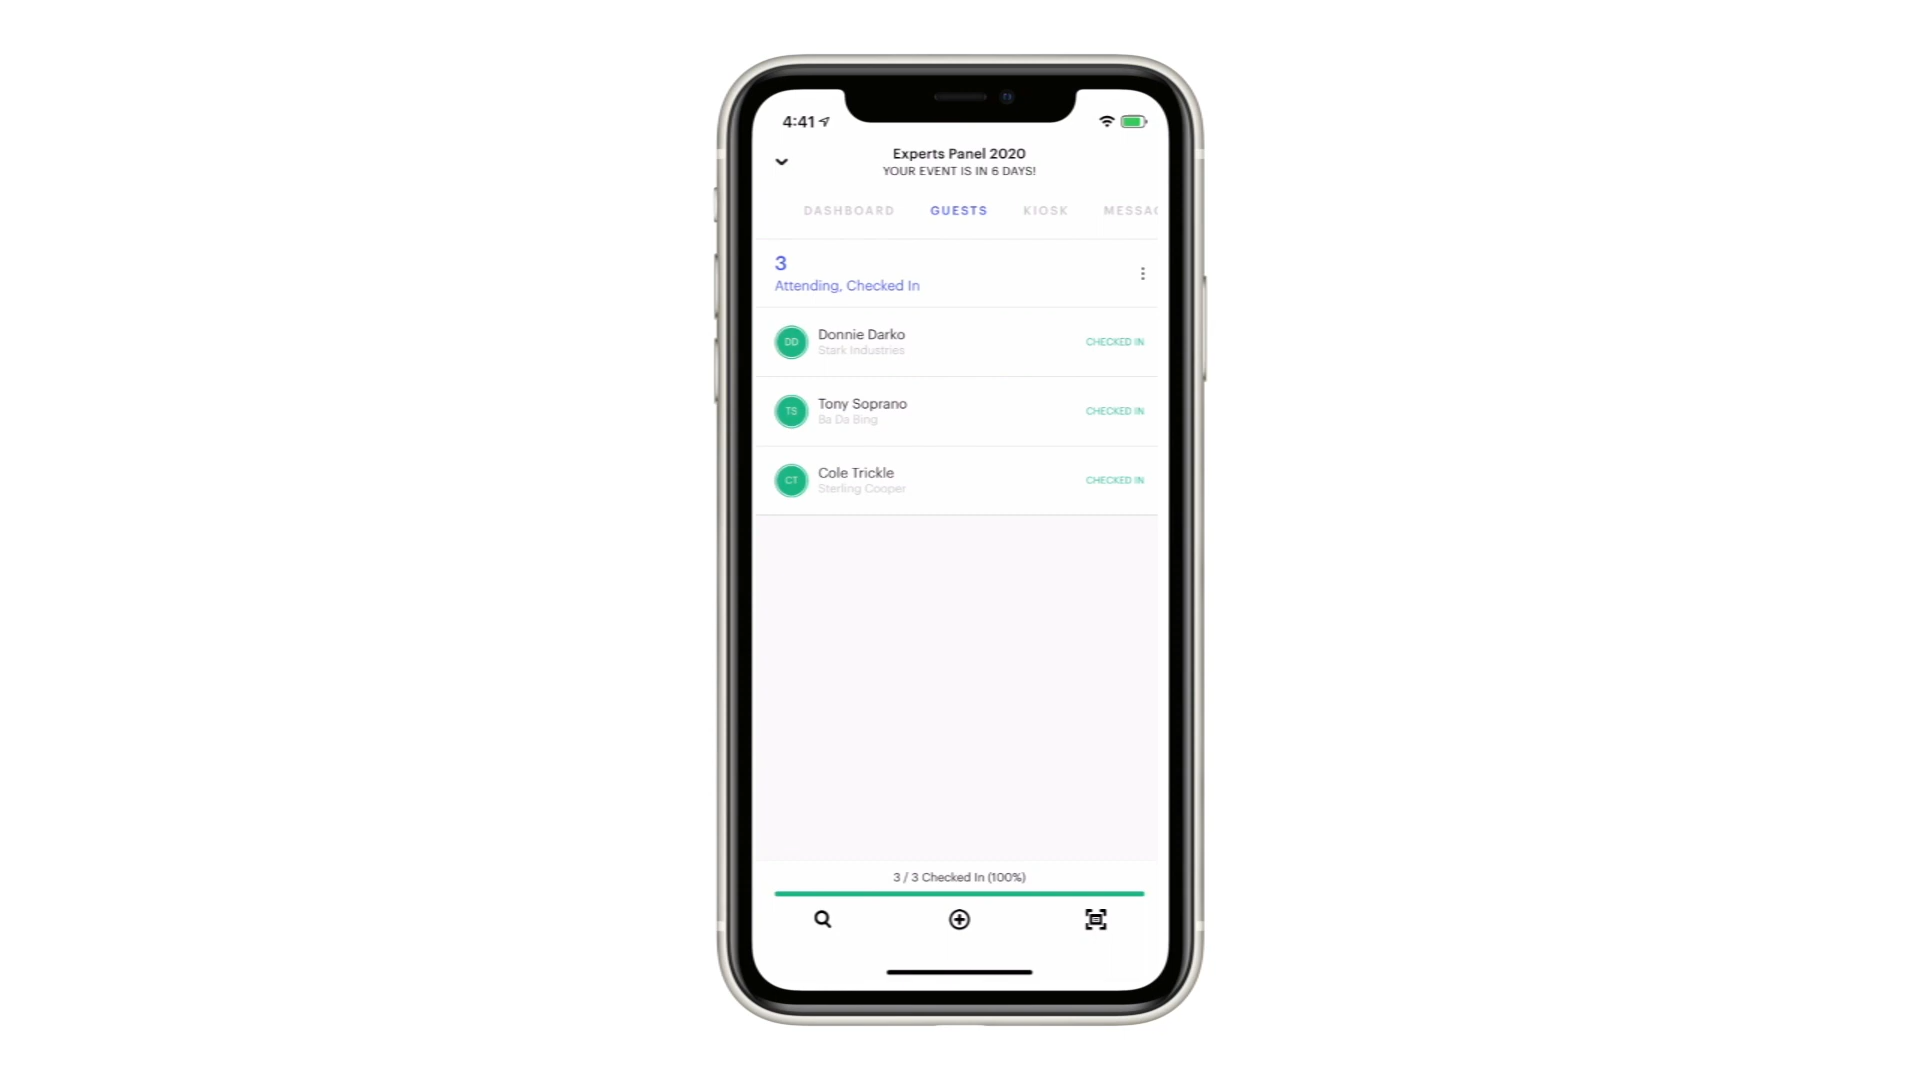 4:41
Experts Panel 2020
YOUR EVENT IS IN 6 DAYS!
DASHBOARD GUESTS KIOSK MESSAG
3
Attending, Checked In
DD Donnie Darko CHECKED IN
Stark Industries
TS Tony Soprano CHECKED IN
Ba Da Bing
CT Cole Trickle CHECKED IN
Sterling Cooper
3 / 3 Checked In (100%)